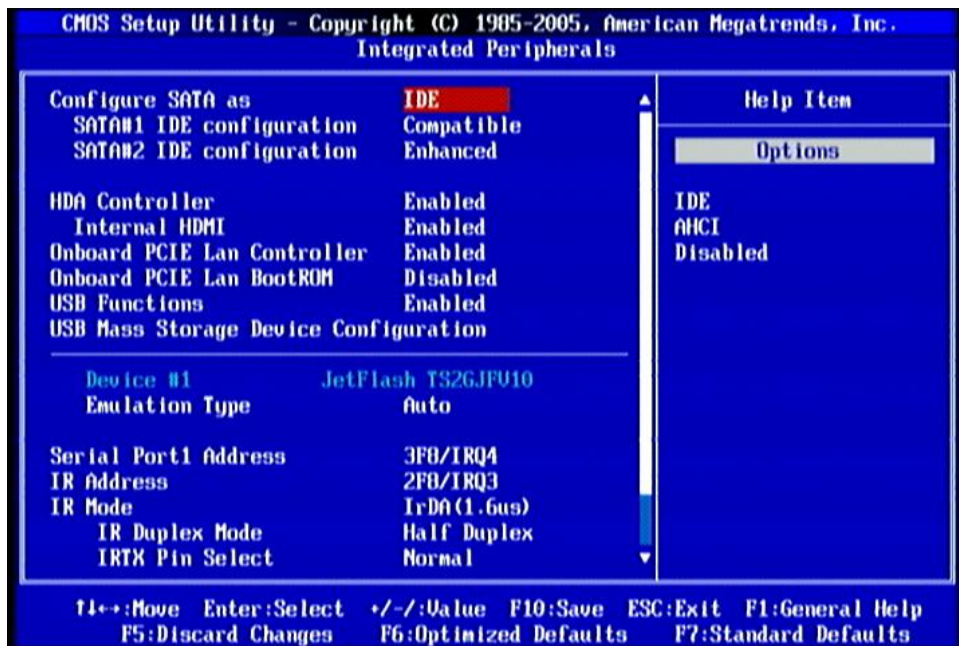 CMOS Setup Utility - Copyright (C) 1985-2005, American Megatrends, Inc.
Integrated Peripherals
Configure SATA as IDE
SATA#1 IDE configuration Compatible
SATA#2 IDE configuration Enhanced
HDA Controller Enabled
Internal HDMI Enabled
Onboard PCIE Lan Controller Enabled
Onboard PCIE Lan BootROM Disabled
USB Functions Enabled
USB Mass Storage Device Configuration
Device #1 JetFlash TS2GJFV10
Emulation Type Auto
Serial Port1 Address 3F8/IRQ4
IR Address 2F8/IRQ3
IR Mode IrDA(1.6us)
IR Duplex Mode Half Duplex
IRTX Pin Select Normal
Help Item
Options
IDE
AHCI
Disabled
↑↓←→:Move Enter:Select +/-/:Value F10:Save ESC:Exit F1:General Help
F5:Discard Changes F6:Optimized Defaults F7:Standard Defaults